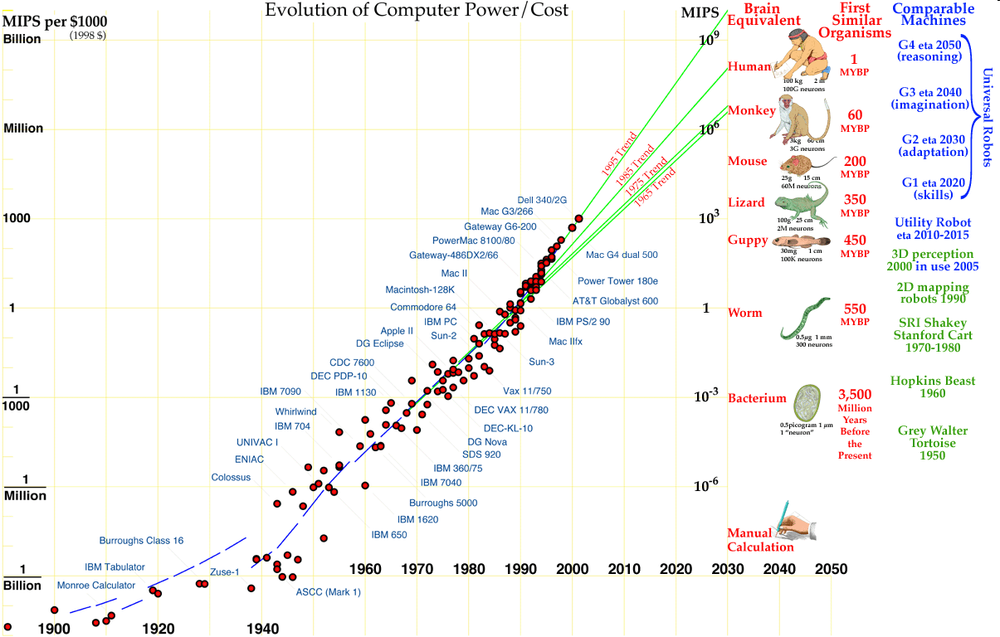 Evolution of Computer Power/Cost
MIPS per $1000
(1998 $)
Billion
Million
1000
1
1
1000
1
Million
1
Billion
1900
1920
1940
1960
1970
1980
1990
2000
2010
2020
2030
2040
2050
MIPS
10^9
10^6
10^3
1
10^-3
10^-6
1995 Trend
1985 Trend
1975 Trend
1965 Trend
Dell 340/2G
Mac G3/266
Gateway G6-200
PowerMac 8100/80
Gateway-486DX2/66
Mac II
Macintosh-128K
Commodore 64
IBM PC
Sun-2
Apple II
DG Eclipse
CDC 7600
DEC PDP-10
IBM 1130
IBM 7090
Whirlwind
IBM 704
UNIVAC I
ENIAC
Colossus
Burroughs Class 16
IBM Tabulator
Monroe Calculator
Zuse-1
ASCC (Mark 1)
Mac G4 dual 500
Power Tower 180e
AT&T Globalyst 600
IBM PS/2 90
Mac IIfx
Sun-3
Vax 11/750
DEC VAX 11/780
DEC-KL-10
DG Nova
SDS 920
IBM 360/75
IBM 7040
Burroughs 5000
IBM 1620
IBM 650
Brain
Equivalent
Human
100 kg 2 m
100G neurons
Monkey
3kg 60 cm
3G neurons
Mouse
25g 15 cm
60M neurons
Lizard
100g 25 cm
2M neurons
Guppy
30mg 1 cm
100K neurons
Worm
0.5µg 1 mm
300 neurons
Bacterium
0.5picogram 1 µm
1 "neuron"
Manual
Calculation
First
Similar
Organisms
1
MYBP
60
MYBP
200
MYBP
350
MYBP
450
MYBP
550
MYBP
3,500
Million
Years
Before
the
Present
Comparable
Machines
G4 eta 2050
(reasoning)
G3 eta 2040
(imagination)
G2 eta 2030
(adaptation)
G1 eta 2020
(skills)
Universal Robots
Utility Robot
eta 2010-2015
3D perception
2000 in use 2005
2D mapping
robots 1990
SRI Shakey
Stanford Cart
1970-1980
Hopkins Beast
1960
Grey Walter
Tortoise
1950